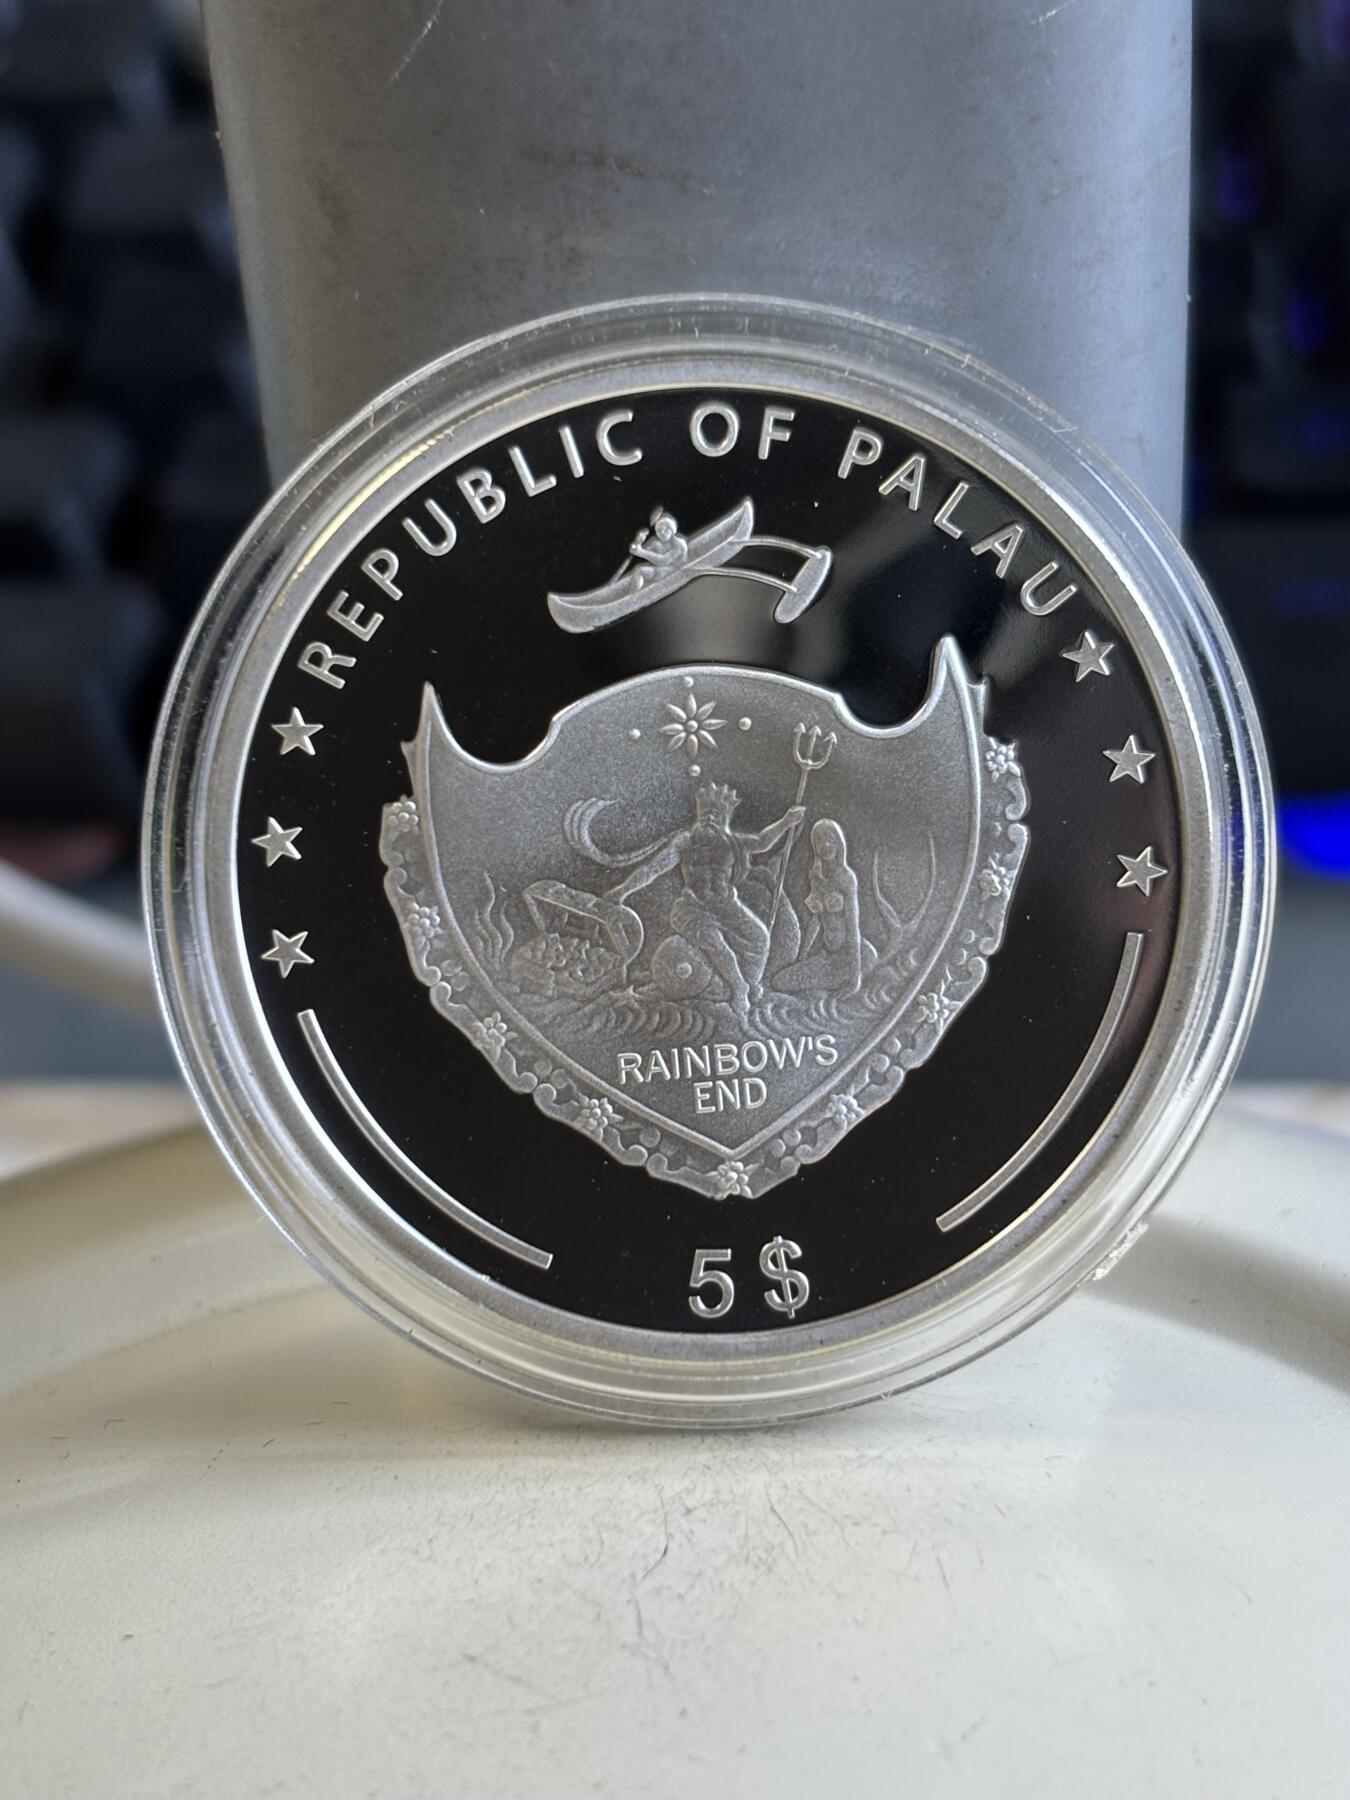 REPUBLIC OF PALAU
RAINBOW'S
END
5 $